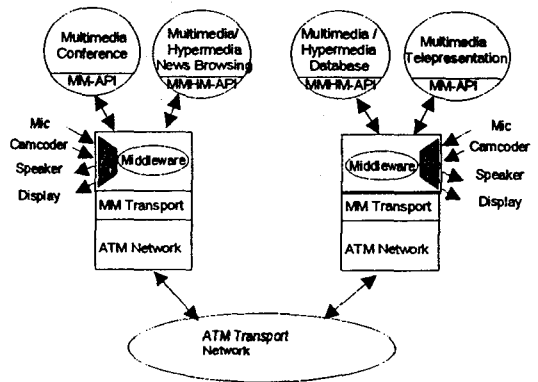 Multimedia
Conference
MM-API
Multimedia/
Hypermedia
News Browsing
MMHM-API
Multimedia /
Hypermedia
Database
MMHM-API
Multimedia
Telepresentation
MM-API
Mic
Camcoder
Speaker
Display
Middleware
MM Transport
ATM Network
Middleware
MM Transport
ATM Network
Mic
Camcoder
Speaker
Display
ATM Transport
Network